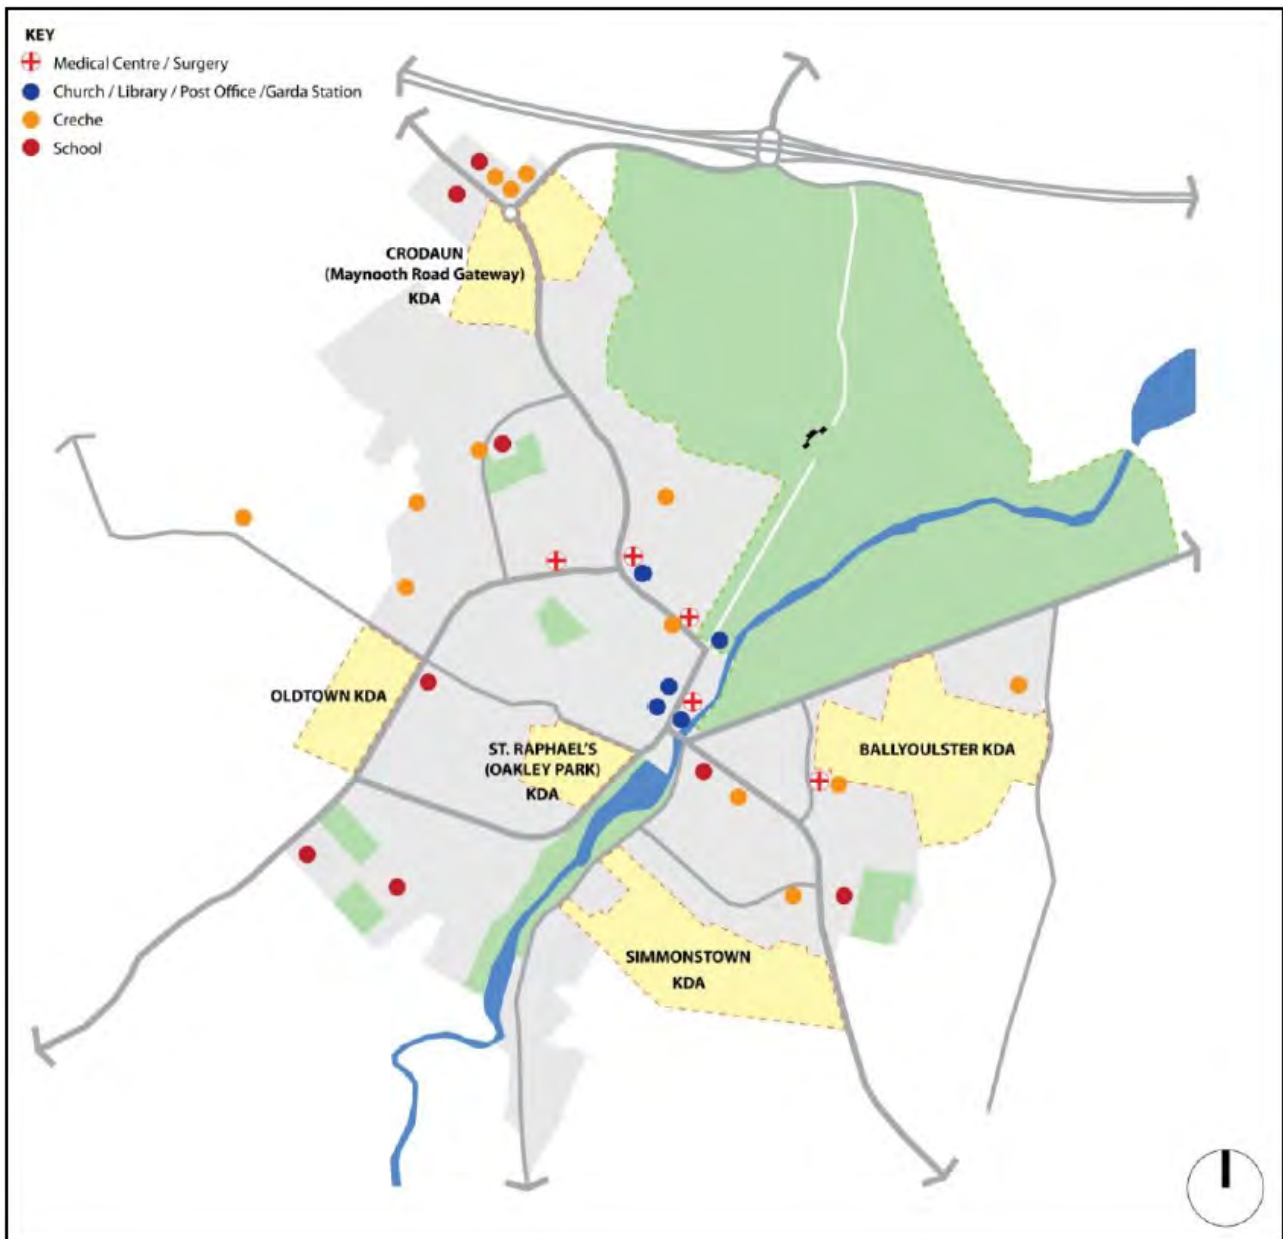 KEY
Medical Centre / Surgery
Church / Library / Post Office /Garda Station
Creche
School
CRODAUN
(Maynooth Road Gateway)
KDA
OLDTOWN KDA
ST. RAPHAEL'S
(OAKLEY PARK)
KDA
BALLYOULSTER KDA
SIMMONSTOWN
KDA